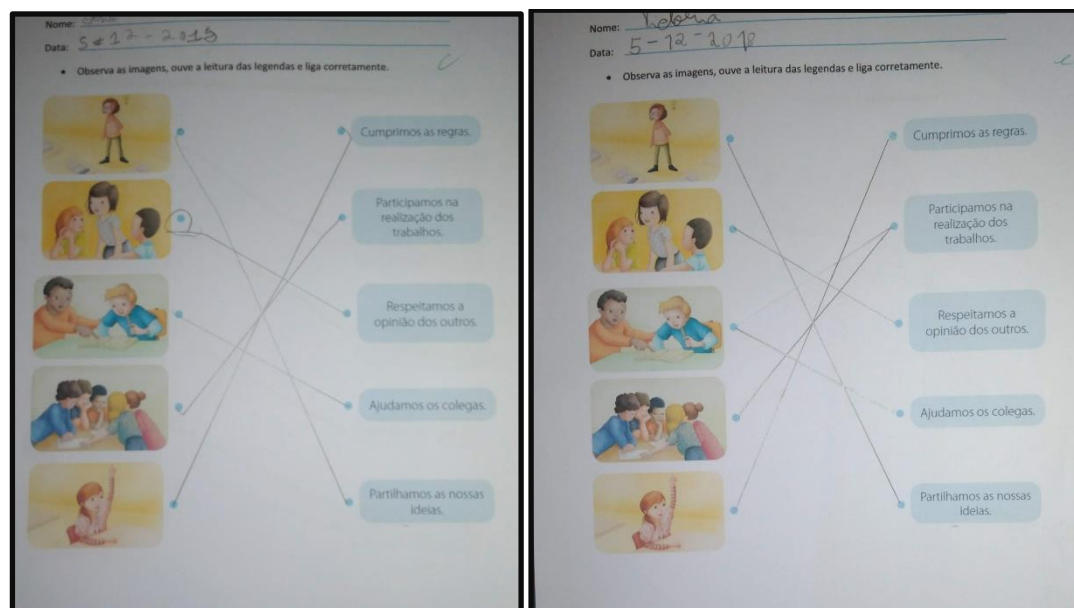 Nome:
Data: 5-12-2018
• Observa as imagens, ouve a leitura das legendas e liga corretamente.
Cumprimos as regras.
Participamos na
realização dos
trabalhos.
Respeitamos a
opinião dos outros.
Ajudamos os colegas.
Partilhamos as nossas
ideias.
Nome:
Data: 5-12-2018
• Observa as imagens, ouve a leitura das legendas e liga corretamente.
Cumprimos as regras.
Participamos na
realização dos
trabalhos.
Respeitamos a
opinião dos outros.
Ajudamos os colegas.
Partilhamos as nossas
ideias.